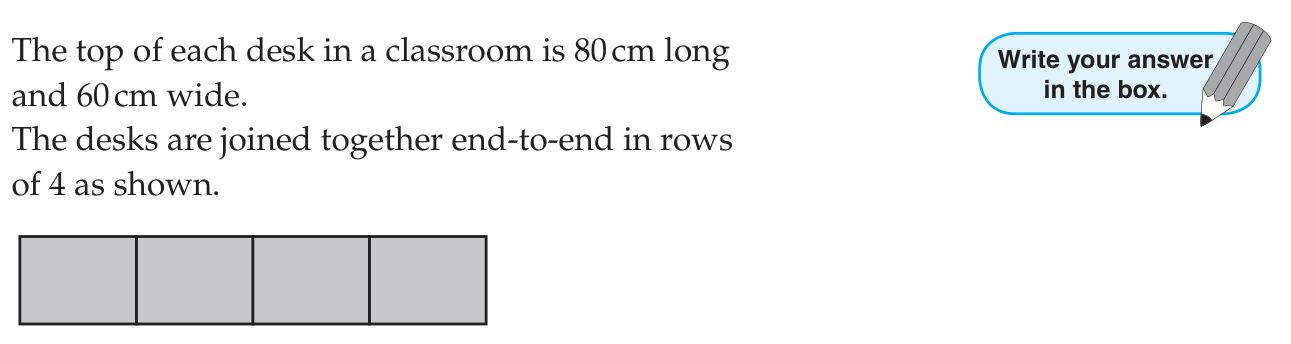 The top of each desk in a classroom is 80 cm long
and 60 cm wide.
The desks are joined together end-to-end in rows
of 4 as shown.
Write your answer
in the box.